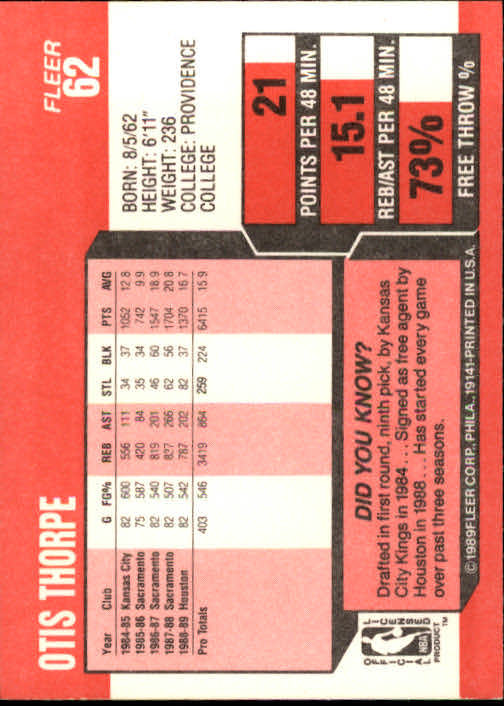 OTIS THORPE
FLEER
62
BORN: 8/5/62
HEIGHT: 6'11"
WEIGHT: 236
COLLEGE: PROVIDENCE
COLLEGE
21
POINTS PER 48 MIN.
15.1
REB/AST PER 48 MIN.
73%
FREE THROW %
Year Club G FG% REB AST STL BLK PTS AVG
1984-85 Kansas City 82 600 556 111 34 37 1052 12.8
1985-86 Sacramento 75 587 420 84 35 34 742 9.9
1986-87 Sacramento 82 540 819 201 46 60 1547 18.9
1987-88 Sacramento 82 507 837 266 62 56 1704 20.8
1988-89 Houston 82 542 787 202 82 37 1370 16.7
Pro Totals 403 546 3419 864 259 224 6415 15.9
DID YOU KNOW?
Drafted in first round, ninth pick, by Kansas
City Kings in 1984 . . . Signed as free agent by
Houston in 1988 . . . Has started every game
over past three seasons.
OFFICIAL
LICENSED
NBA
PRODUCT™
©1989 FLEER CORP., PHILA., 19141-PRINTED IN U.S.A.